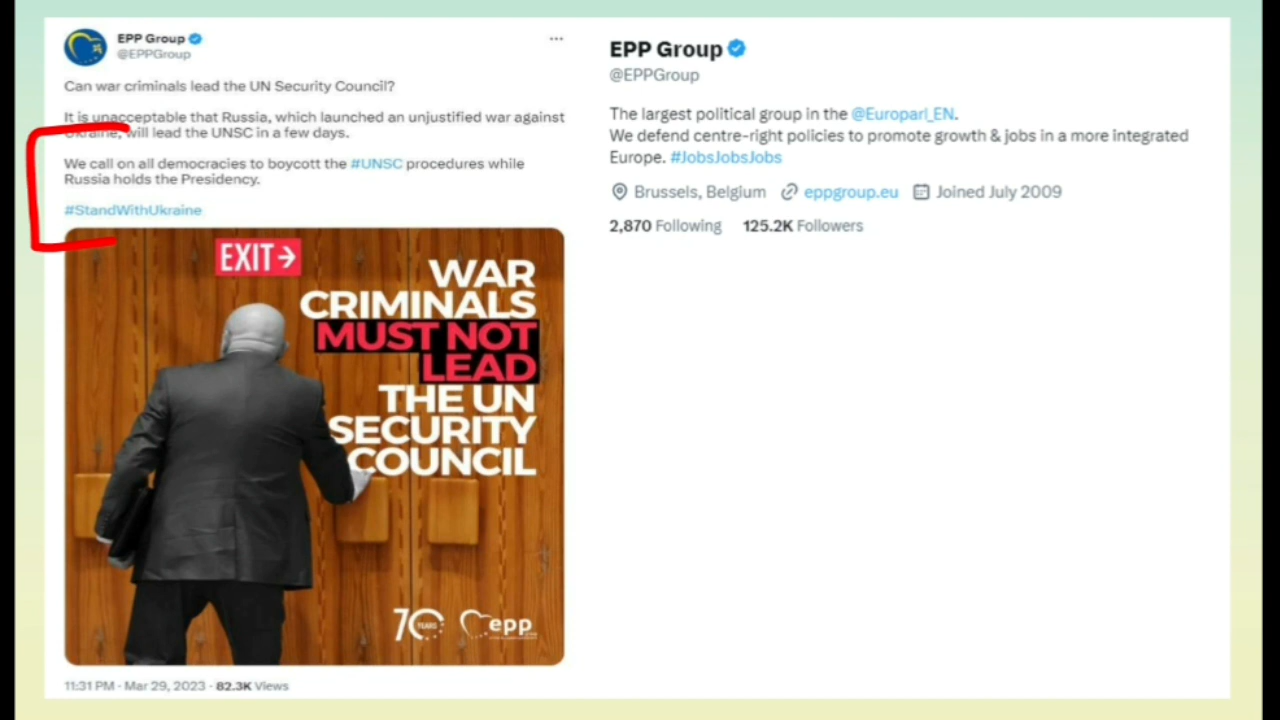 EPP Group
@EPPGroup
Can war criminals lead the UN Security Council?
It is unacceptable that Russia, which launched an unjustified war against
Ukraine, will lead the UNSC in a few days.
We call on all democracies to boycott the #UNSC procedures while
Russia holds the Presidency.
#StandWithUkraine
EXIT→
WAR
CRIMINALS
MUST NOT
LEAD
THE UN
SECURITY
COUNCIL
70 YEARS
epp
11:31 PM · Mar 29, 2023 · 82.3K Views
EPP Group
@EPPGroup
The largest political group in the @Europarl_EN.
We defend centre-right policies to promote growth & jobs in a more integrated
Europe. #JobsJobsJobs
Brussels, Belgium eppgroup.eu Joined July 2009
2,870 Following 125.2K Followers